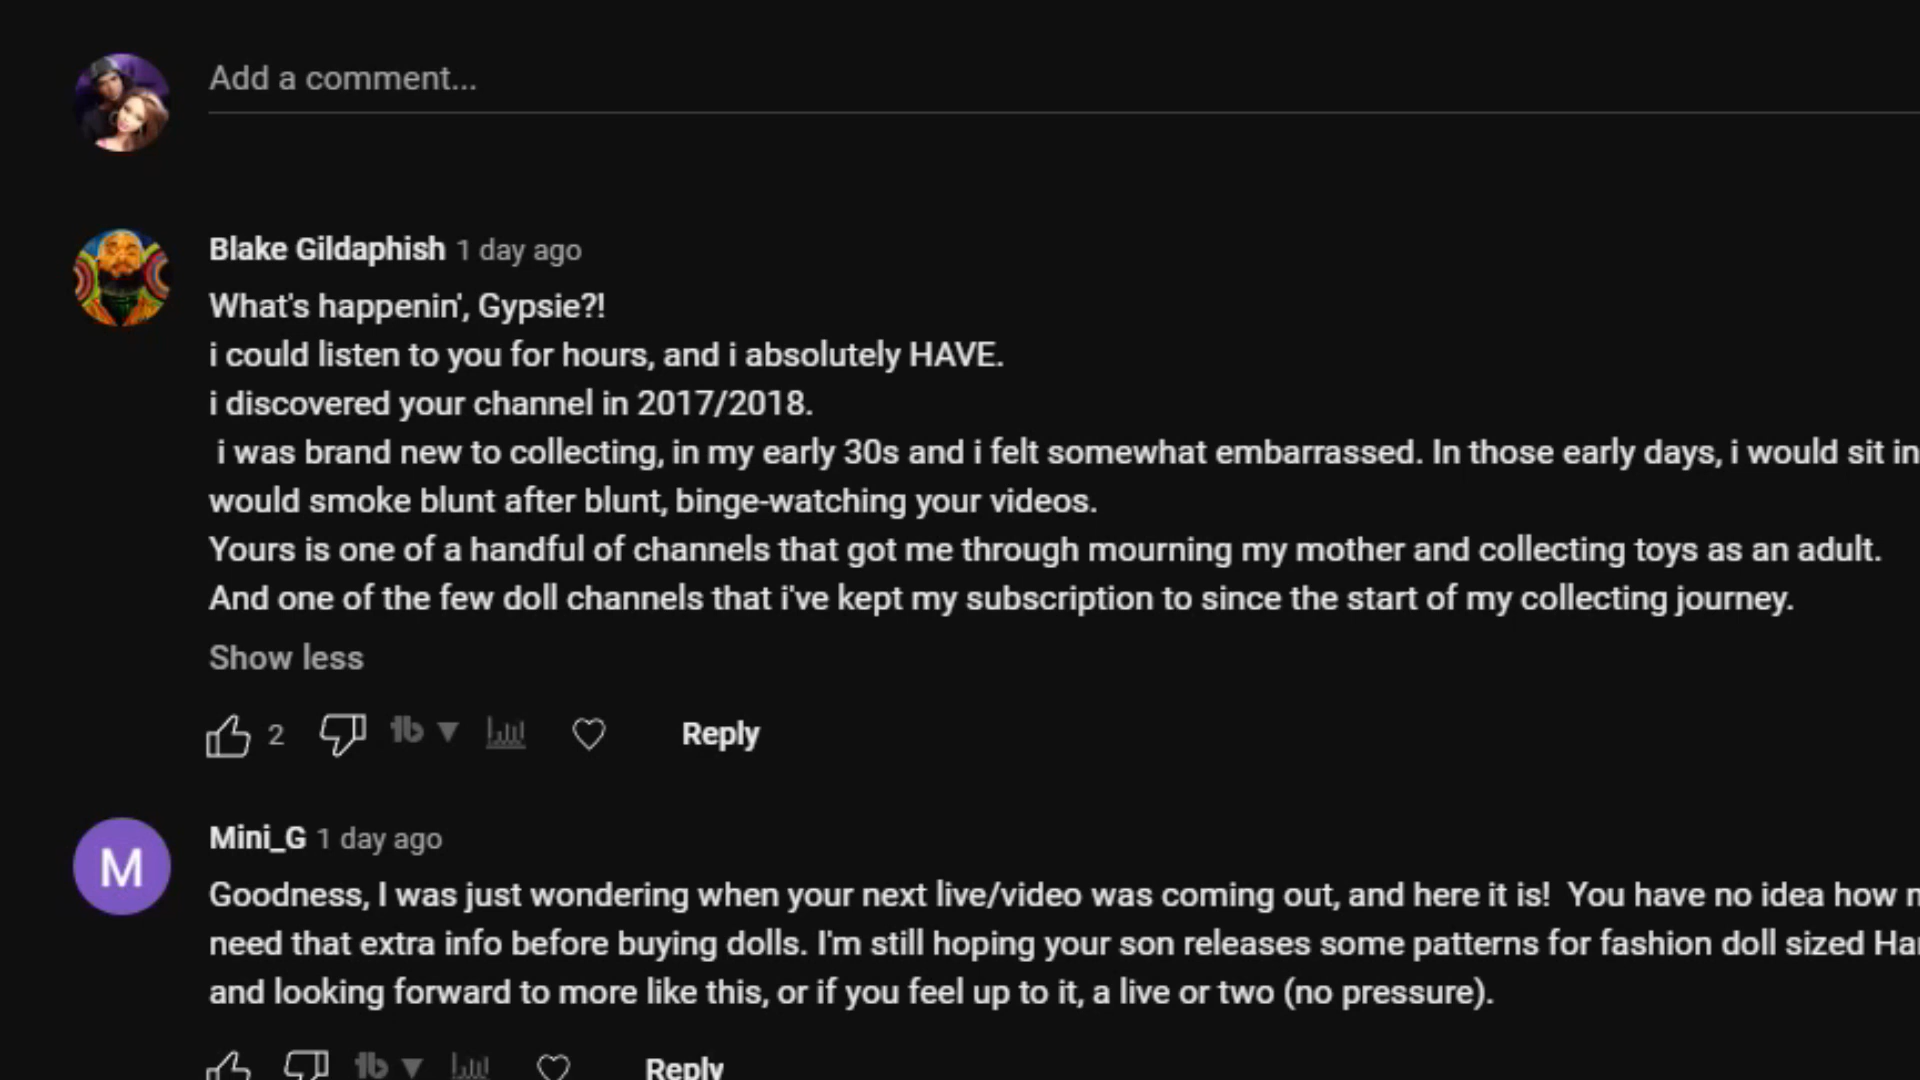 Add a comment...
Blake Gildaphish 1 day ago
What's happenin', Gypsie?!
i could listen to you for hours, and i absolutely HAVE.
i discovered your channel in 2017/2018.
i was brand new to collecting, in my early 30s and i felt somewhat embarrassed. In those early days, i would sit in
would smoke blunt after blunt, binge-watching your videos.
Yours is one of a handful of channels that got me through mourning my mother and collecting toys as an adult.
And one of the few doll channels that i've kept my subscription to since the start of my collecting journey.
Show less
2 tb Reply
M
Mini_G 1 day ago
Goodness, I was just wondering when your next live/video was coming out, and here it is! You have no idea how
need that extra info before buying dolls. I'm still hoping your son releases some patterns for fashion doll sized
and looking forward to more like this, or if you feel up to it, a live or two (no pressure).
tb Reply